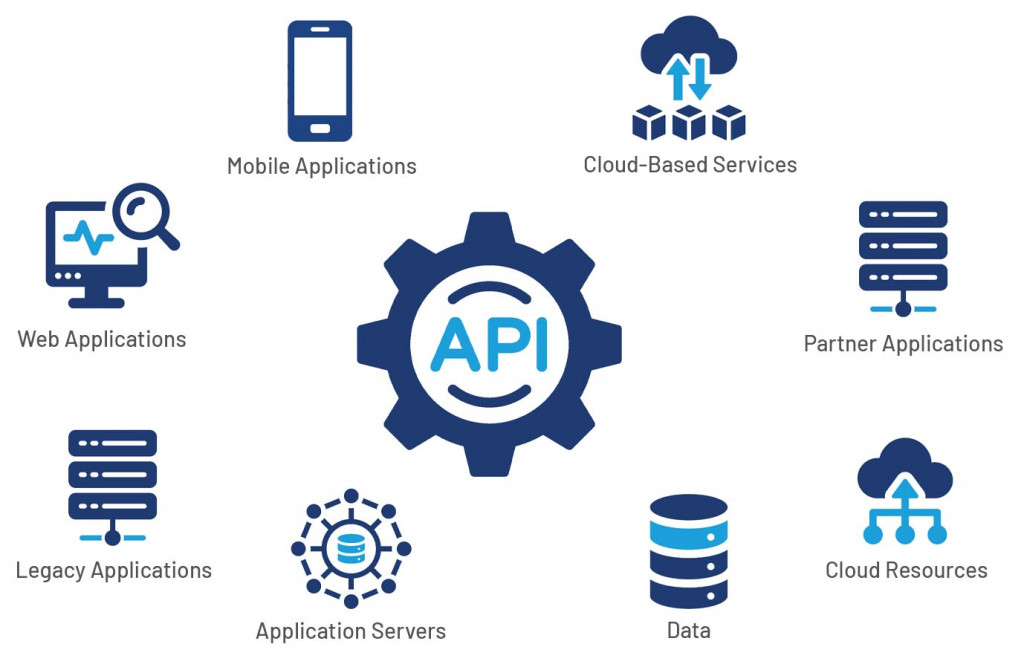 Mobile Applications
Cloud-Based Services
Web Applications
API
Partner Applications
Legacy Applications
Cloud Resources
Application Servers
Data